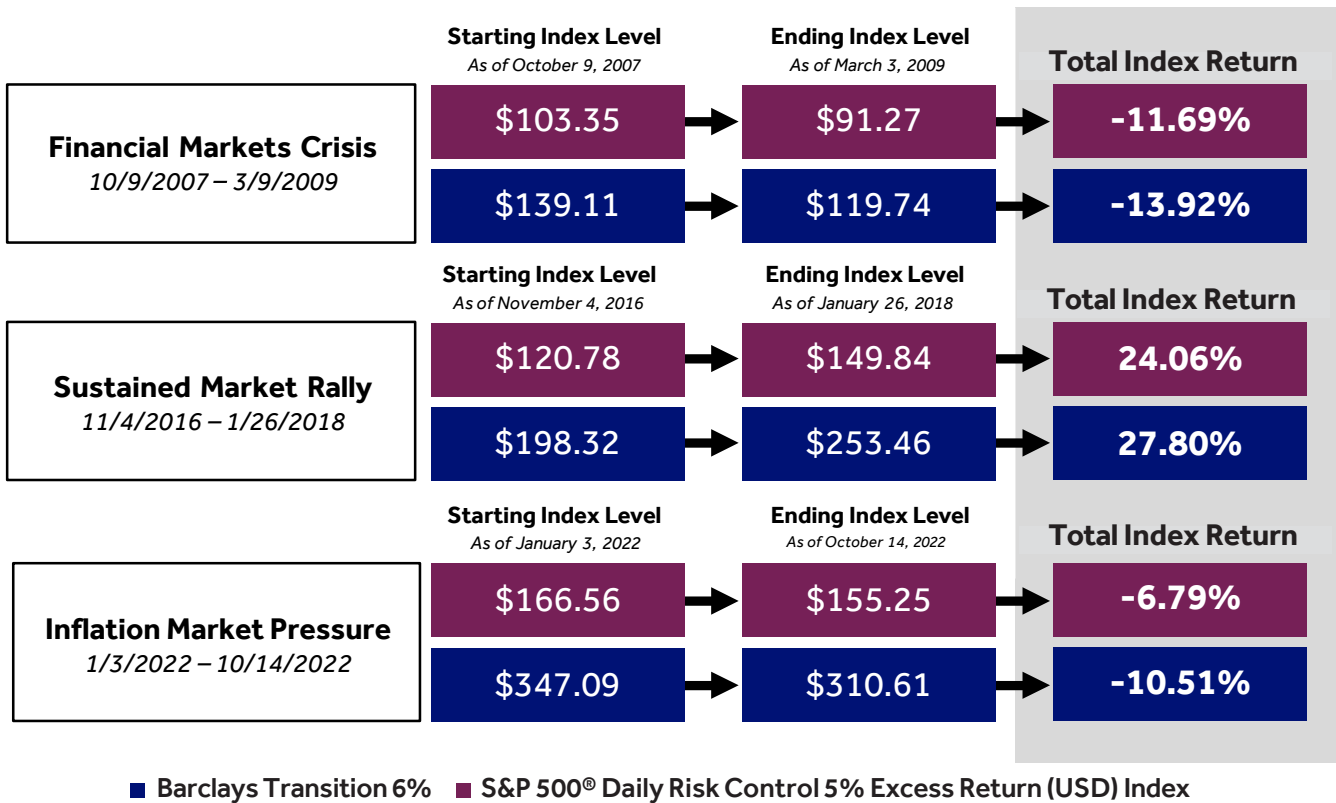 Starting Index Level
As of October 9, 2007
Ending Index Level
As of March 3, 2009
Total Index Return
Financial Markets Crisis
10/9/2007 – 3/9/2009
$103.35
$91.27
-11.69%
$139.11
$119.74
-13.92%
Starting Index Level
As of November 4, 2016
Ending Index Level
As of January 26, 2018
Total Index Return
Sustained Market Rally
11/4/2016 – 1/26/2018
$120.78
$149.84
24.06%
$198.32
$253.46
27.80%
Starting Index Level
As of January 3, 2022
Ending Index Level
As of October 14, 2022
Total Index Return
Inflation Market Pressure
1/3/2022 – 10/14/2022
$166.56
$155.25
-6.79%
$347.09
$310.61
-10.51%
Barclays Transition 6% S&P 500® Daily Risk Control 5% Excess Return (USD) Index